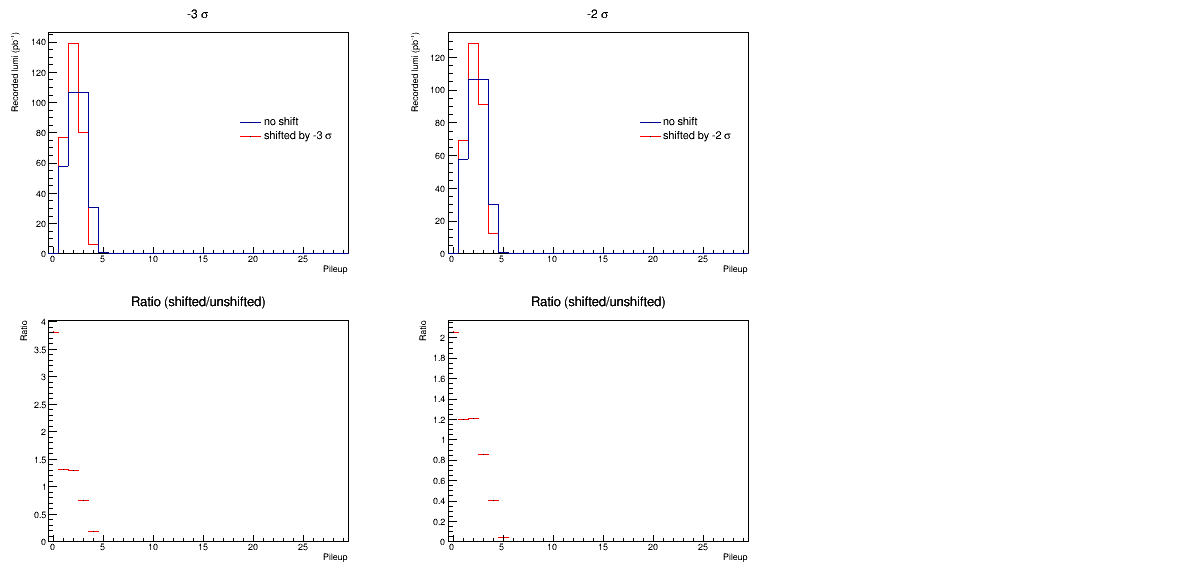 -3 σ
Recorded lumi (pb⁻¹)
140
120
100
80
60
40
20
0
no shift
shifted by -3 σ
0 5 10 15 20 25
Pileup
-2 σ
Recorded lumi (pb⁻¹)
120
100
80
60
40
20
0
no shift
shifted by -2 σ
0 5 10 15 20 25
Pileup
Ratio (shifted/unshifted)
Ratio
4
3.5
3
2.5
2
1.5
1
0.5
0
0 5 10 15 20 25
Pileup
Ratio (shifted/unshifted)
Ratio
2
1.8
1.6
1.4
1.2
1
0.8
0.6
0.4
0.2
0
0 5 10 15 20 25
Pileup